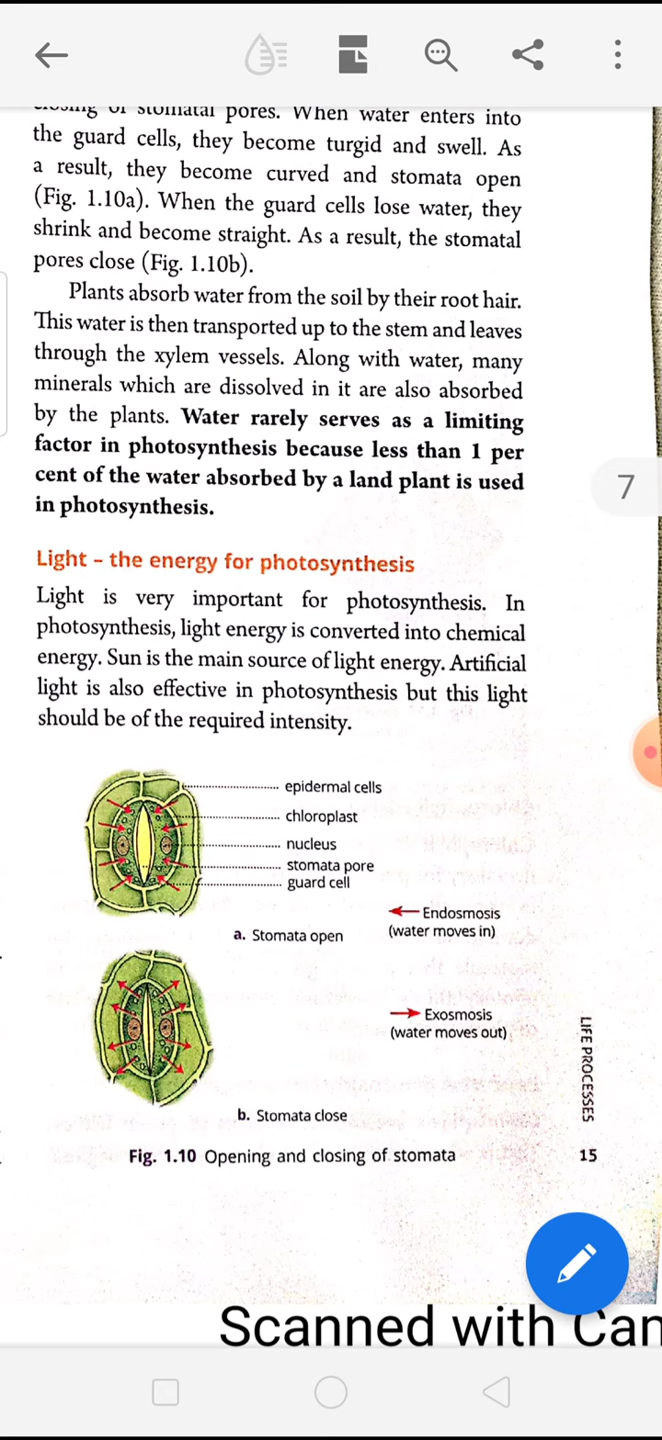 closing of stomatal pores. When water enters into
the guard cells, they become turgid and swell. As
a result, they become curved and stomata open
(Fig. 1.10a). When the guard cells lose water, they
shrink and become straight. As a result, the stomatal
pores close (Fig. 1.10b).
Plants absorb water from the soil by their root hair.
This water is then transported up to the stem and leaves
through the xylem vessels. Along with water, many
minerals which are dissolved in it are also absorbed
by the plants. Water rarely serves as a limiting
factor in photosynthesis because less than 1 per
cent of the water absorbed by a land plant is used
in photosynthesis.
7
Light – the energy for photosynthesis
Light is very important for photosynthesis. In
photosynthesis, light energy is converted into chemical
energy. Sun is the main source of light energy. Artificial
light is also effective in photosynthesis but this light
should be of the required intensity.
epidermal cells
chloroplast
nucleus
stomata pore
guard cell
Endosmosis
(water moves in)
a. Stomata open
Exosmosis
(water moves out)
b. Stomata close
Fig. 1.10 Opening and closing of stomata
LIFE PROCESSES
15
Scanned with Cam